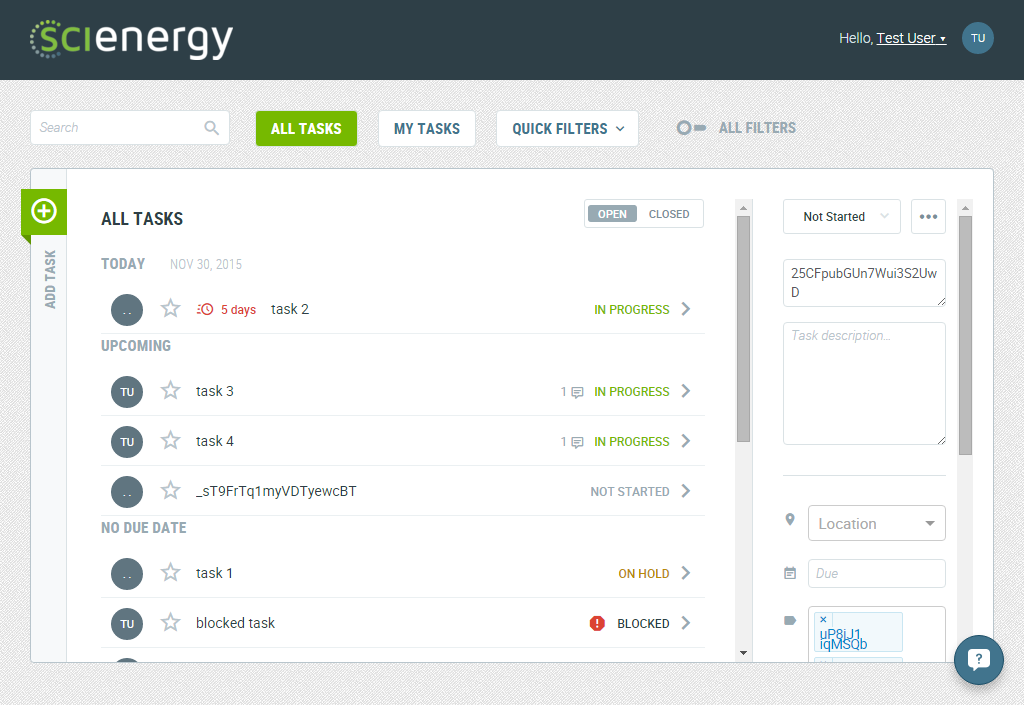 scienergy
Hello, Test User
TU
Search
ALL TASKS
MY TASKS
QUICK FILTERS
ALL FILTERS
ADD TASK
ALL TASKS
OPEN
CLOSED
TODAY NOV 30, 2015
. . 5 days task 2 IN PROGRESS
UPCOMING
TU task 3 1 IN PROGRESS
TU task 4 1 IN PROGRESS
. . _sT9FrTq1myVDTyewcBT NOT STARTED
NO DUE DATE
. . task 1 ON HOLD
TU blocked task ! BLOCKED
Not Started
25CFpubGUn7Wui3S2Uw
D
Task description...
Location
Due
× uP8jJ1
iqMSQb
?